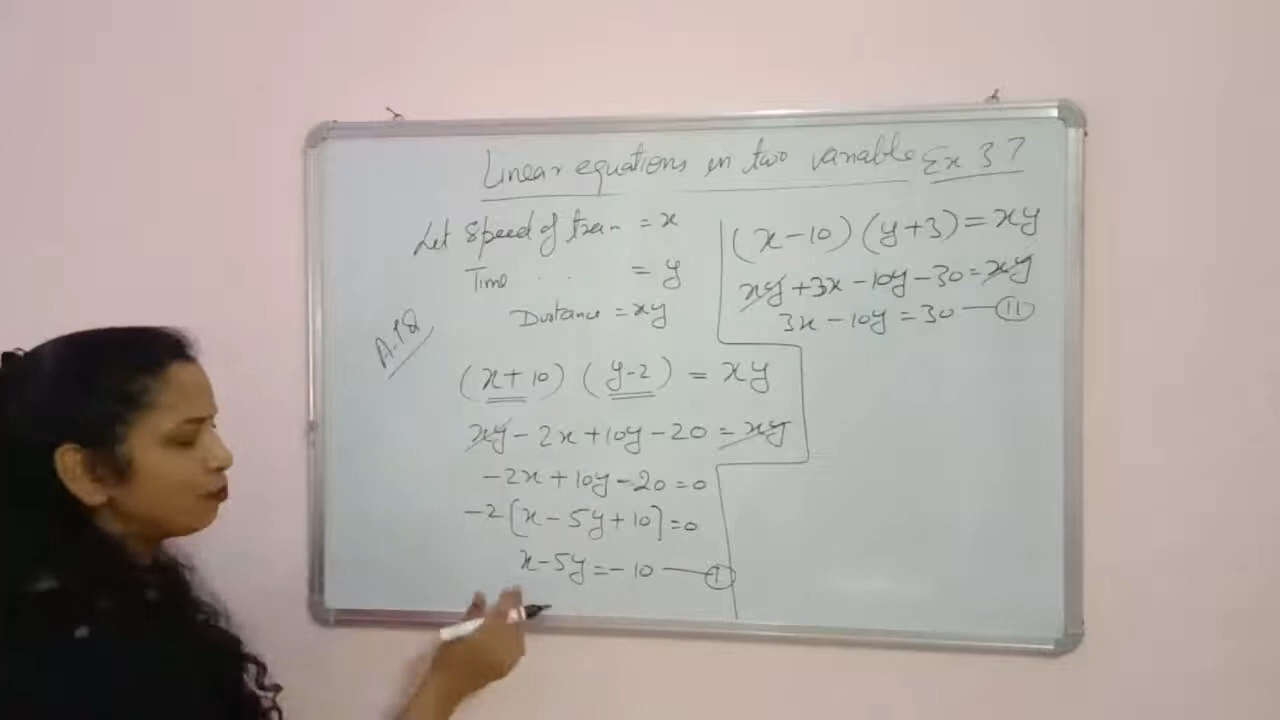 Linear equations in two variable Ex 3.7
Let Speed of train = x
Time .. .. = y
Distance = xy
A.T.Q
(x+10) (y-2) = xy
xy - 2x + 10y - 20 = xy
-2x + 10y - 20 = 0
-2[x - 5y + 10] = 0
x - 5y = -10 — (I)
(x-10) (y+3) = xy
xy + 3x - 10y - 30 = xy
3x - 10y = 30 — (II)